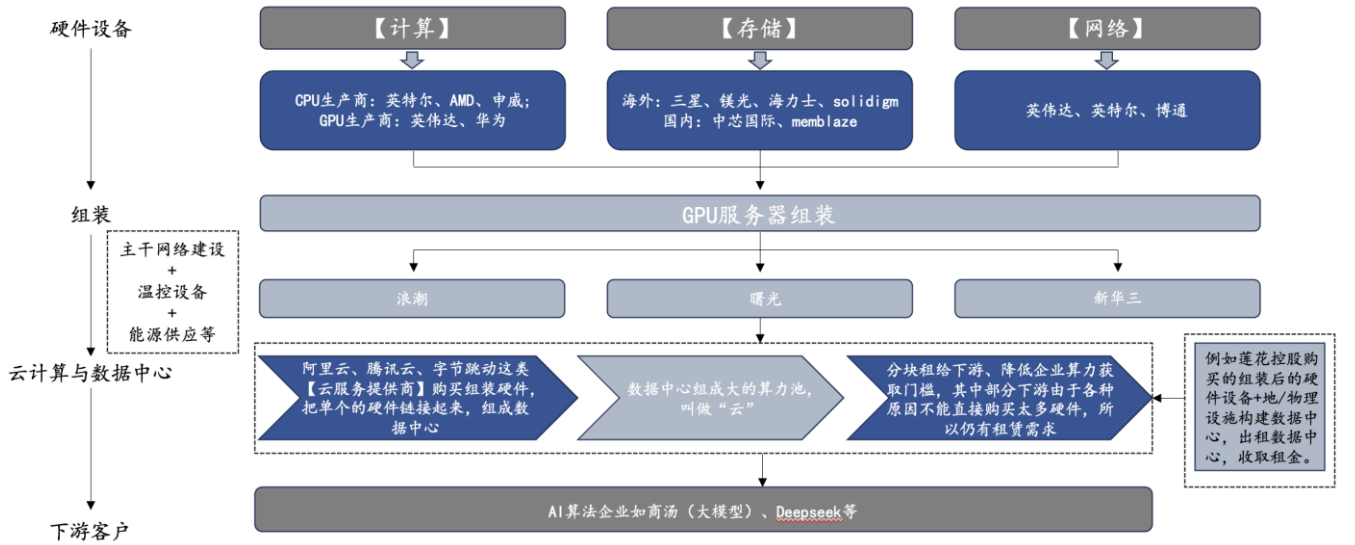 硬件设备
【计算】
【存储】
【网络】
CPU生产商：英特尔、AMD、申威；
GPU生产商：英伟达、华为
海外：三星、镁光、海力士、solidigm
国内：中芯国际、memblaze
英伟达、英特尔、博通
组装
GPU服务器组装
主干网络建设
+
温控设备
+
能源供应等
浪潮
曙光
新华三
云计算与数据中心
阿里云、腾讯云、字节跳动这类
【云服务提供商】购买组装硬件，
把单个的硬件链接起来，组成数
据中心
数据中心组成大的算力池，
叫做“云”
分块租给下游、降低企业算力获
取门槛，其中部分下游由于各种
原因不能直接购买太多硬件，所
以仍有租赁需求
例如莲花控股购
买的组装后的硬
件设备+地/物理
设施构建数据中
心，出租数据中
心，收取租金。
下游客户
AI算法企业如商汤（大模型）、Deepseek等